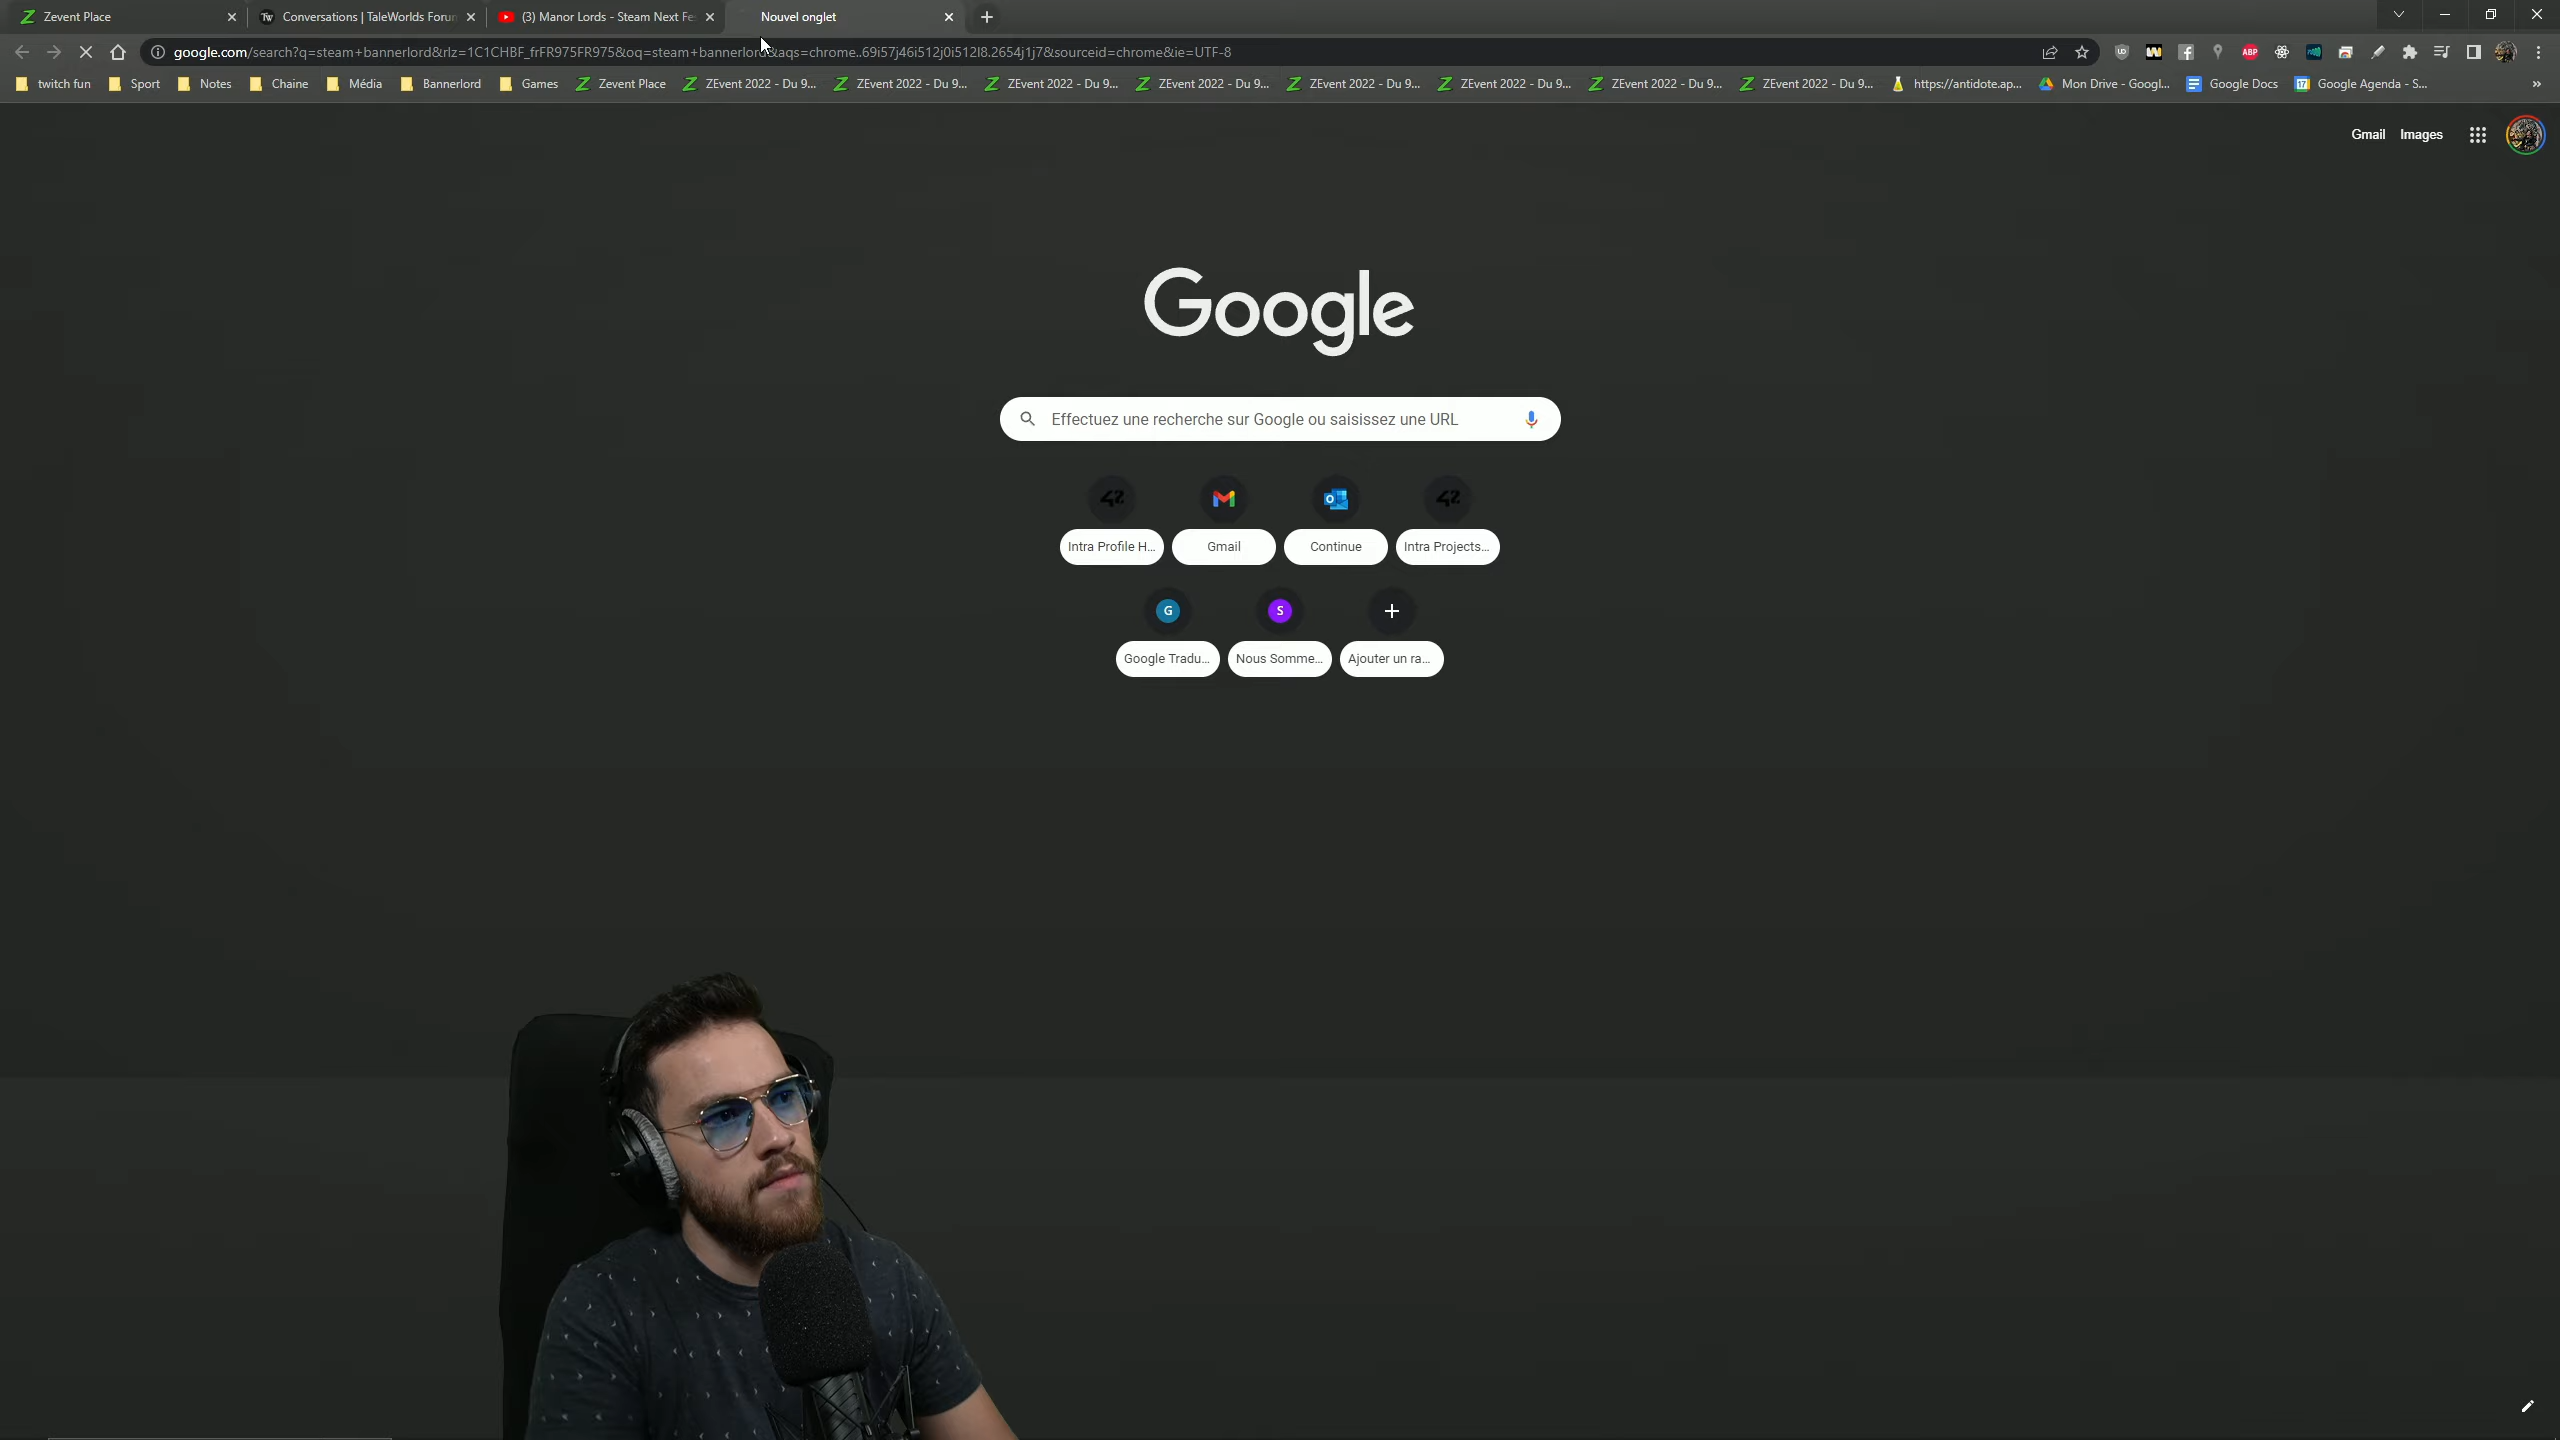 Zevent Place
Conversations | TaleWorlds Forum
(3) Manor Lords - Steam Next Fe
Nouvel onglet
google.com/search?q=steam+bannerlord&rlz=1C1CHBF_frFR975FR975&oq=steam+bannerlord&aqs=chrome..69i57j46i512j0i512l8.2654j1j7&sourceid=chrome&ie=UTF-8
twitch fun
Sport
Notes
Chaine
Média
Bannerlord
Games
Zevent Place
ZEvent 2022 - Du 9...
ZEvent 2022 - Du 9...
ZEvent 2022 - Du 9...
ZEvent 2022 - Du 9...
ZEvent 2022 - Du 9...
ZEvent 2022 - Du 9...
ZEvent 2022 - Du 9...
ZEvent 2022 - Du 9...
https://antidote.ap...
Mon Drive - Googl...
Google Docs
Google Agenda - S...
Gmail
Images
Google
Effectuez une recherche sur Google ou saisissez une URL
Intra Profile H...
Gmail
Continue
Intra Projects...
G
S
Google Tradu...
Nous Somme...
Ajouter un ra...